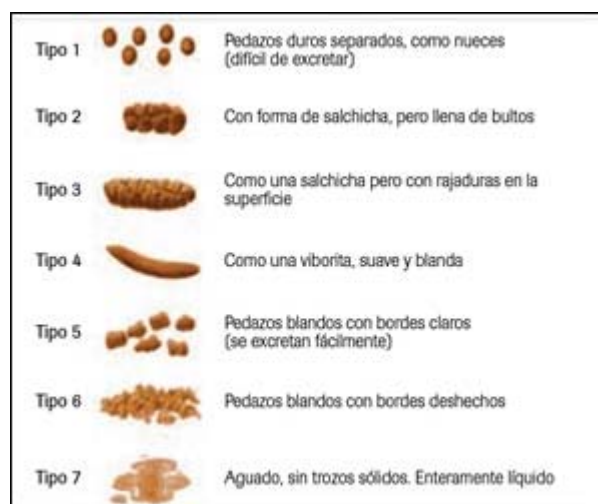 Tipo 1
Pedazos duros separados, como nueces
(difícil de excretar)
Tipo 2
Con forma de salchicha, pero llena de bultos
Tipo 3
Como una salchicha pero con rajaduras en la
superficie
Tipo 4
Como una viborita, suave y blanda
Tipo 5
Pedazos blandos con bordes claros
(se excretan fácilmente)
Tipo 6
Pedazos blandos con bordes deshechos
Tipo 7
Aguado, sin trozos sólidos. Enteramente líquido